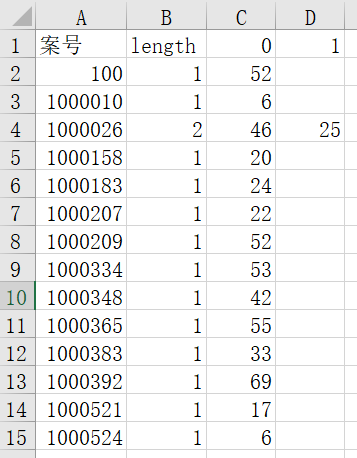 A B C D
1 案号 length 0 1
2 100 1 52
3 1000010 1 6
4 1000026 2 46 25
5 1000158 1 20
6 1000183 1 24
7 1000207 1 22
8 1000209 1 52
9 1000334 1 53
10 1000348 1 42
11 1000365 1 55
12 1000383 1 33
13 1000392 1 69
14 1000521 1 17
15 1000524 1 6